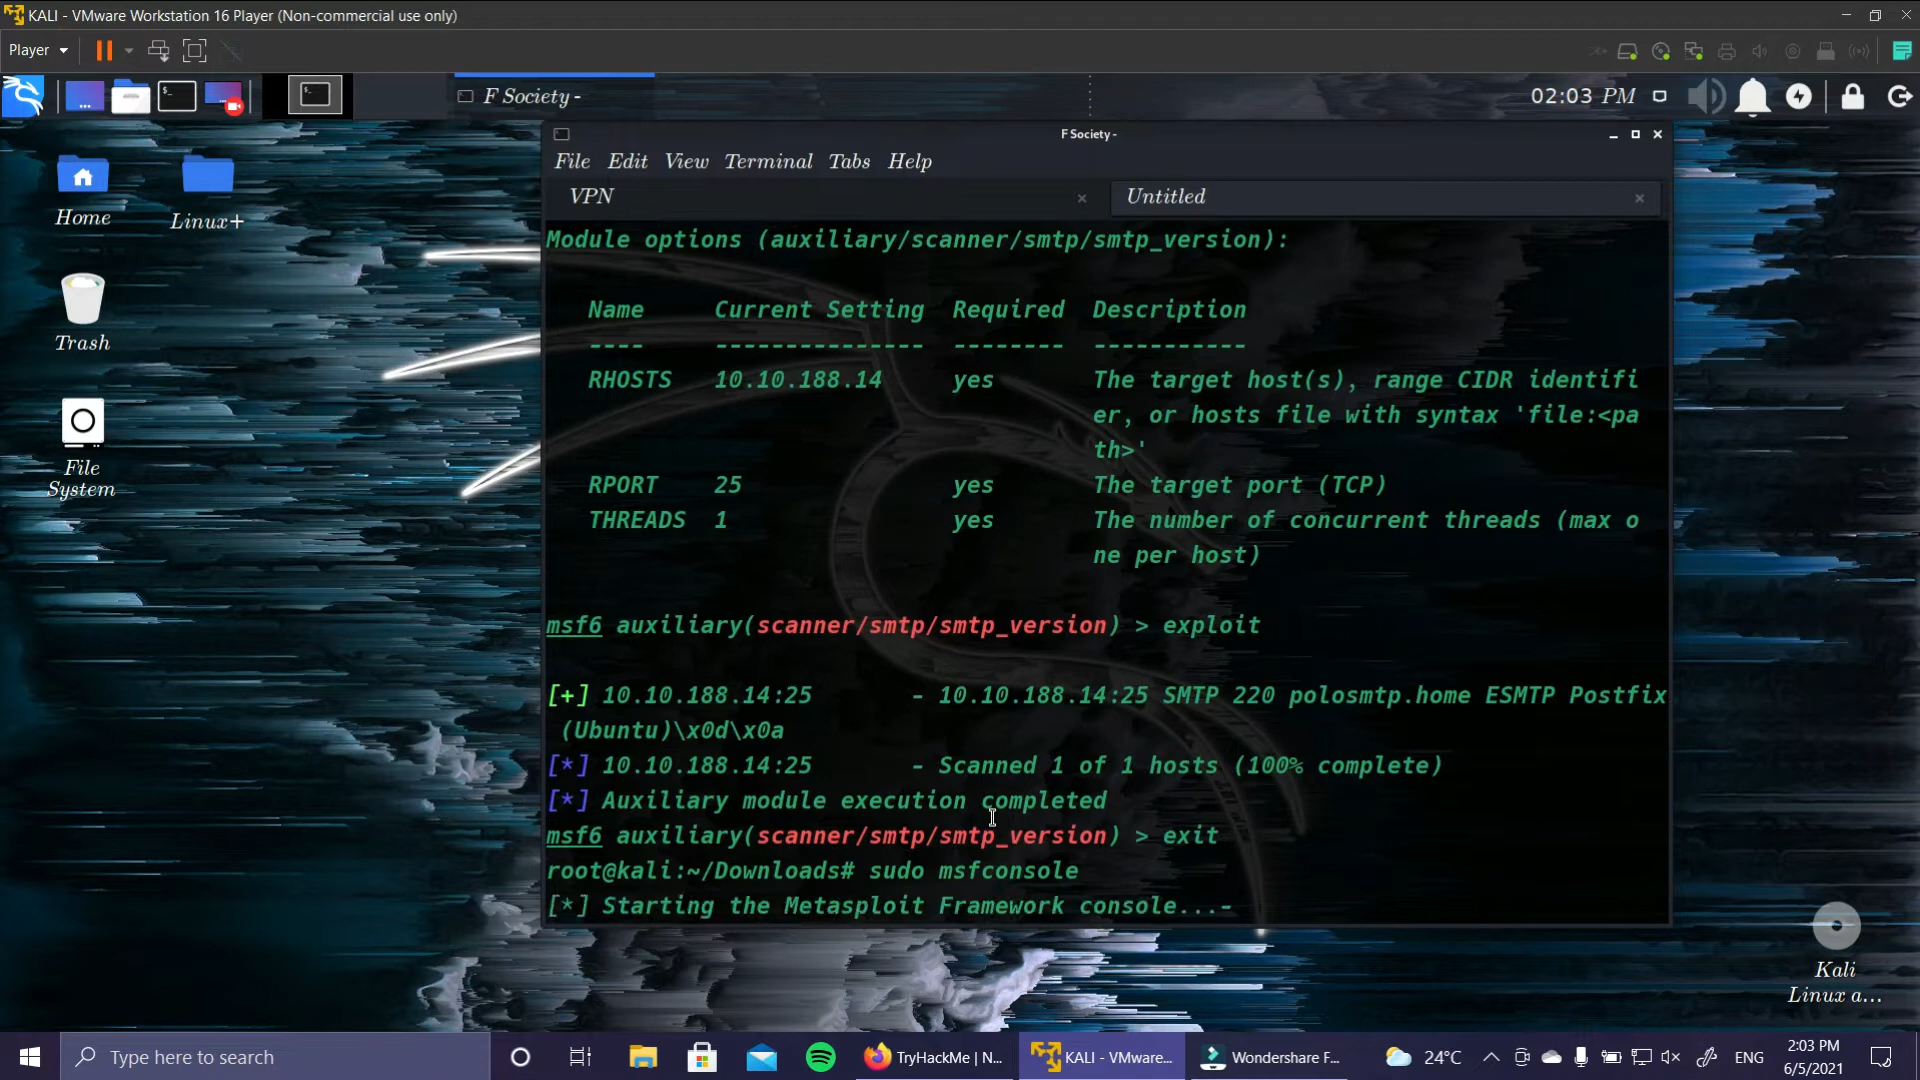 KALI - VMware Workstation 16 Player (Non-commercial use only)
Player
F Society -
02:03 PM
F Society -
File Edit View Terminal Tabs Help
VPN
Untitled
Home
Linux+
Trash
File
System
Module options (auxiliary/scanner/smtp/smtp_version):
Name Current Setting Required Description
---- --------------- -------- -----------
RHOSTS 10.10.188.14 yes The target host(s), range CIDR identifi
er, or hosts file with syntax 'file:<pa
th>'
RPORT 25 yes The target port (TCP)
THREADS 1 yes The number of concurrent threads (max o
ne per host)
msf6 auxiliary(scanner/smtp/smtp_version) > exploit
[+] 10.10.188.14:25 - 10.10.188.14:25 SMTP 220 polosmtp.home ESMTP Postfix
(Ubuntu)\x0d\x0a
[*] 10.10.188.14:25 - Scanned 1 of 1 hosts (100% complete)
[*] Auxiliary module execution completed
msf6 auxiliary(scanner/smtp/smtp_version) > exit
root@kali:~/Downloads# sudo msfconsole
[*] Starting the Metasploit Framework console...-
Kali
Linux a...
Type here to search
TryHackMe | N...
KALI - VMware...
Wondershare F...
24°C
ENG
2:03 PM
6/5/2021